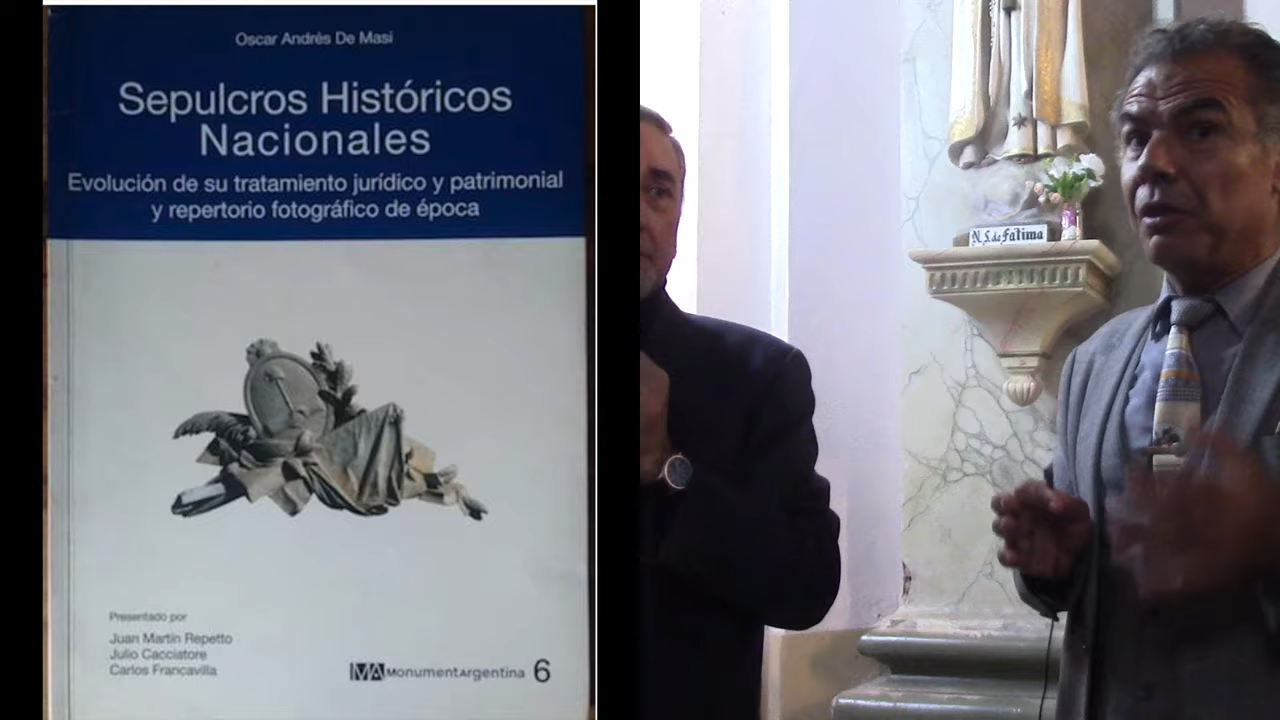 Oscar Andrés De Masi
Sepulcros Históricos
Nacionales
Evolución de su tratamiento jurídico y patrimonial
y repertorio fotográfico de época
Presentado por
Juan Martín Repetto
Julio Cacciatore
Carlos Francavilla
MA MonumentArgentina 6
N. S. de Fatima